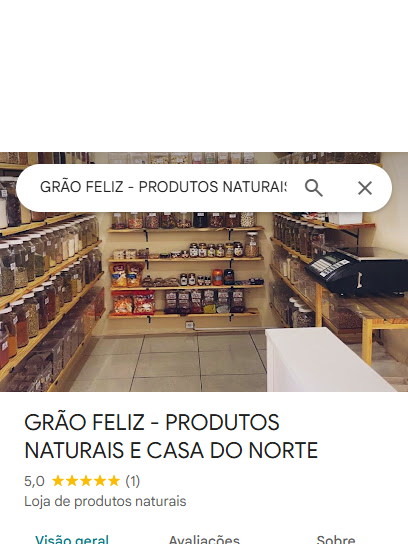 GRÃO FELIZ - PRODUTOS NATURAIS
GRÃO FELIZ - PRODUTOS
NATURAIS E CASA DO NORTE
5,0 ★★★★★ (1)
Loja de produtos naturais
Visão geral Avaliações Sobre